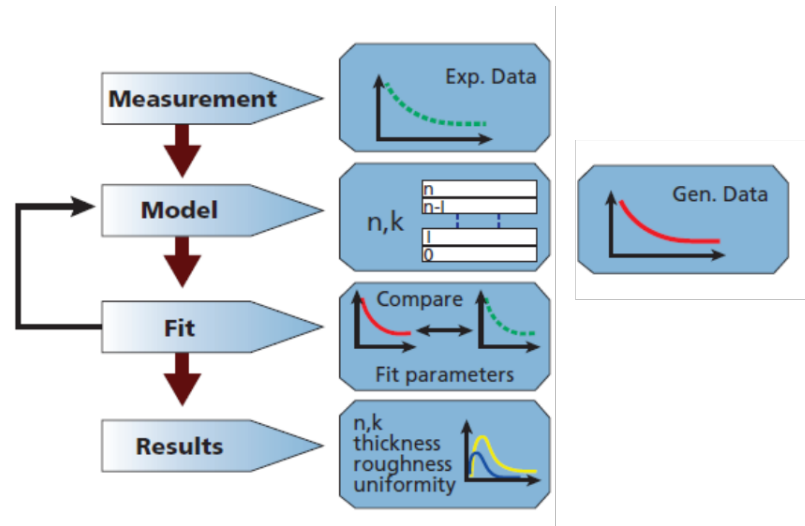 Measurement
Exp. Data
Model
n,k
n
n-l
l
0
Gen. Data
Fit
Compare
Fit parameters
Results
n,k
thickness
roughness
uniformity